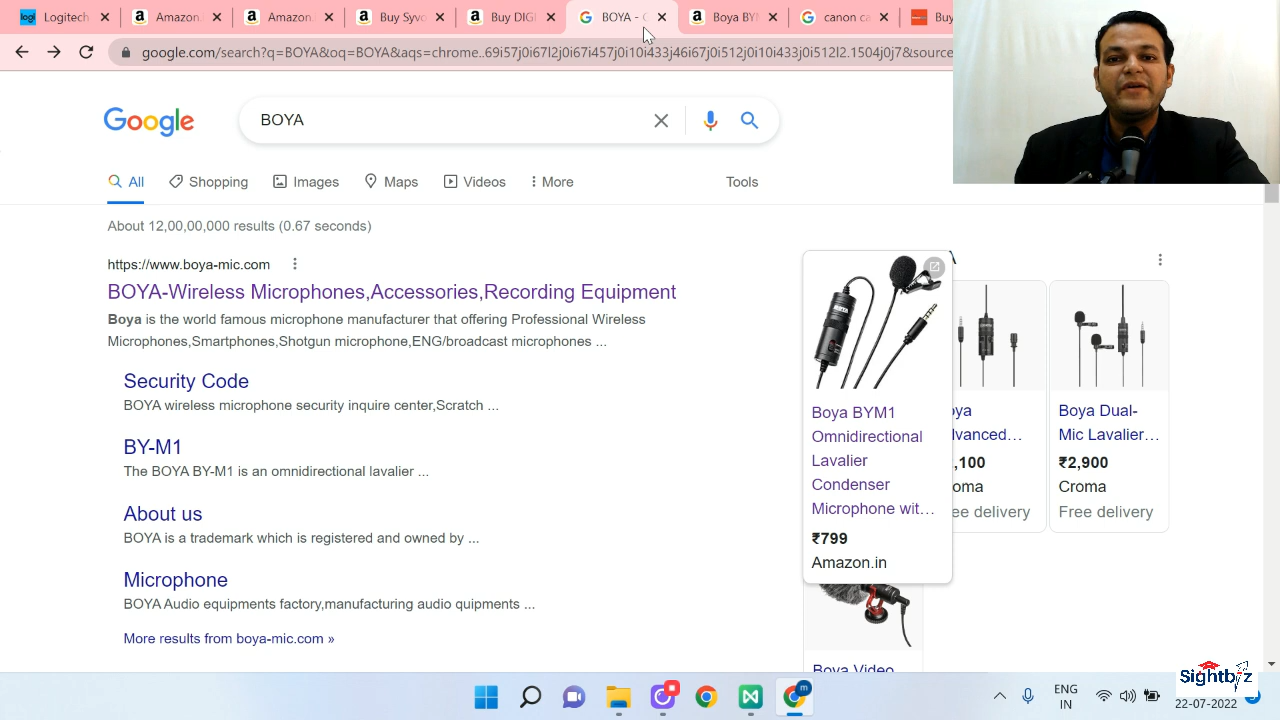 logi
Logitech
Amazon
Buy Syv
Buy DIGI
BOYA - G
Boya BYM
canon ca
Buy
google.com/search?q=BOYA&oq=BOYA&aqs=chrome..69i57j0i67l2j0i67i457j0i10i433j46i67j0i512j0i10i433j0i512l2.1504j0j7&source
Google
BOYA
All
Shopping
Images
Maps
Videos
More
Tools
About 12,00,00,000 results (0.67 seconds)
https://www.boya-mic.com
BOYA-Wireless Microphones,Accessories,Recording Equipment
Boya is the world famous microphone manufacturer that offering Professional Wireless
Microphones,Smartphones,Shotgun microphone,ENG/broadcast microphones ...
Security Code
BOYA wireless microphone security inquire center,Scratch ...
BY-M1
The BOYA BY-M1 is an omnidirectional lavalier ...
About us
BOYA is a trademark which is registered and owned by ...
Microphone
BOYA Audio equipments factory,manufacturing audio quipments ...
More results from boya-mic.com »
Boya BYM1
Omnidirectional
Lavalier
Condenser
Microphone wit...
₹799
Amazon.in
oya
dvanced...
,100
oma
ee delivery
Boya Dual-
Mic Lavalier...
₹2,900
Croma
Free delivery
Boya Video
ENG
IN
Sightbiz
22-07-2022